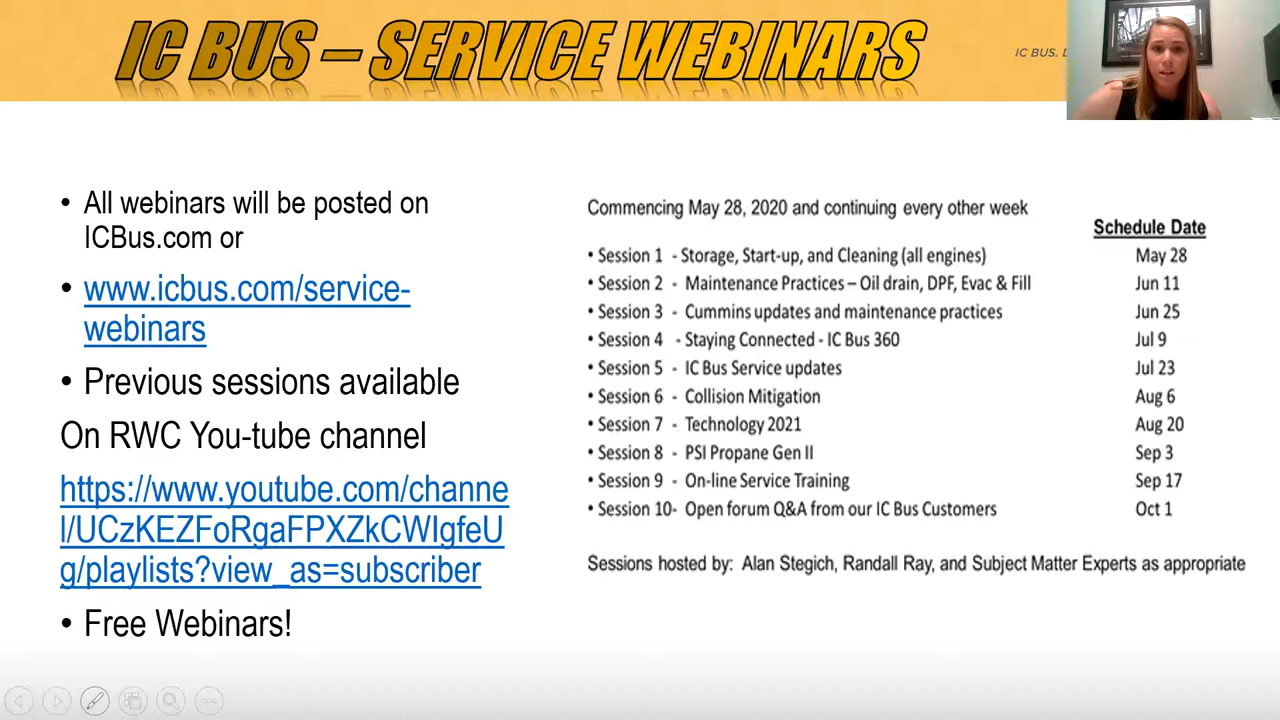 IC BUS – SERVICE WEBINARS
IC BUS.
• All webinars will be posted on
ICBus.com or
• www.icbus.com/service-
webinars
• Previous sessions available
On RWC You-tube channel
https://www.youtube.com/channe
l/UCzKEZFoRgaFPXZkCWIgfeU
g/playlists?view_as=subscriber
• Free Webinars!
Commencing May 28, 2020 and continuing every other week
Schedule Date
• Session 1 - Storage, Start-up, and Cleaning (all engines) May 28
• Session 2 - Maintenance Practices – Oil drain, DPF, Evac & Fill Jun 11
• Session 3 - Cummins updates and maintenance practices Jun 25
• Session 4 - Staying Connected - IC Bus 360 Jul 9
• Session 5 - IC Bus Service updates Jul 23
• Session 6 - Collision Mitigation Aug 6
• Session 7 - Technology 2021 Aug 20
• Session 8 - PSI Propane Gen II Sep 3
• Session 9 - On-line Service Training Sep 17
• Session 10- Open forum Q&A from our IC Bus Customers Oct 1
Sessions hosted by: Alan Stegich, Randall Ray, and Subject Matter Experts as appropriate